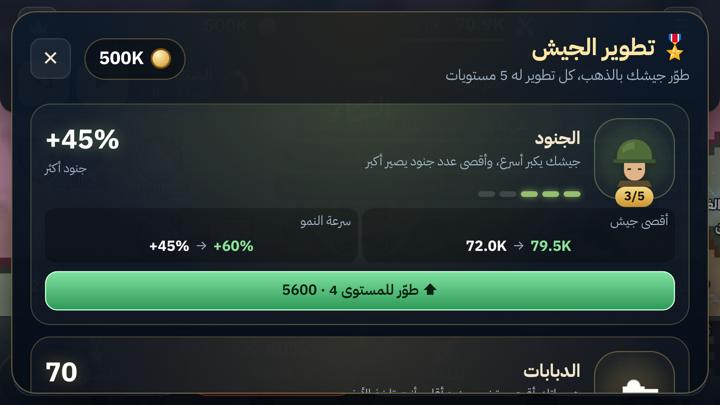 تطوير الجيش
500K
طوّر جيشك بالذهب، كل تطوير له 5 مستويات
الجنود
+45%
جيشك يكبر أسرع، وأقصى عدد جنود يصير أكبر
جنود أكثر
3/5
أقصى جيش
72.0K → 79.5K
سرعة النمو
+45% → +60%
طوّر للمستوى 4 · 5600
الدبابات
70